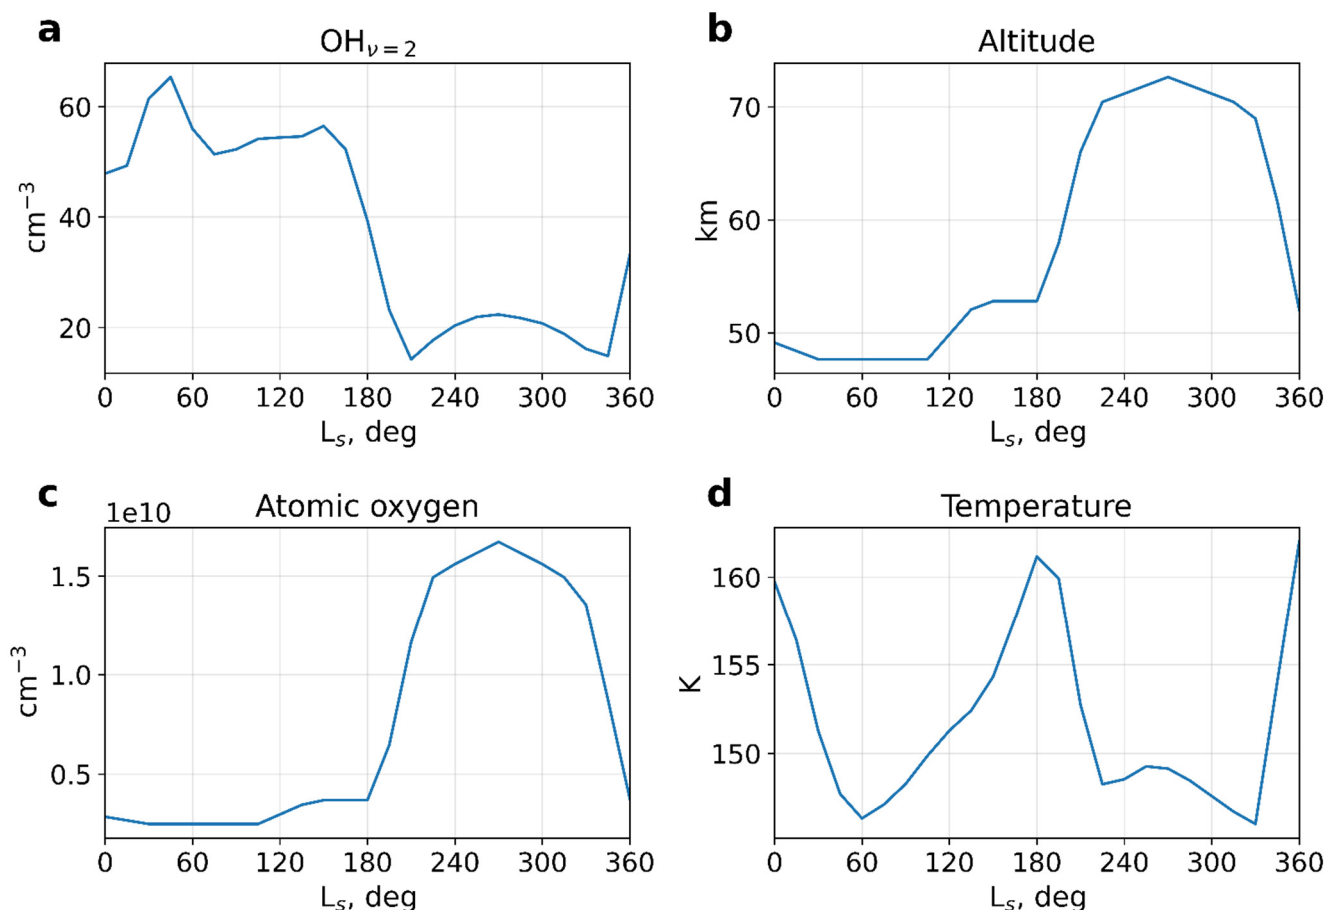 a
OHν=2
60
40
20
cm−3
0 60 120 180 240 300 360
Ls, deg
b
Altitude
70
60
50
km
0 60 120 180 240 300 360
Ls, deg
c
1e10
Atomic oxygen
1.5
1.0
0.5
cm−3
0 60 120 180 240 300 360
Ls, deg
d
Temperature
160
155
150
K
0 60 120 180 240 300 360
Ls, deg